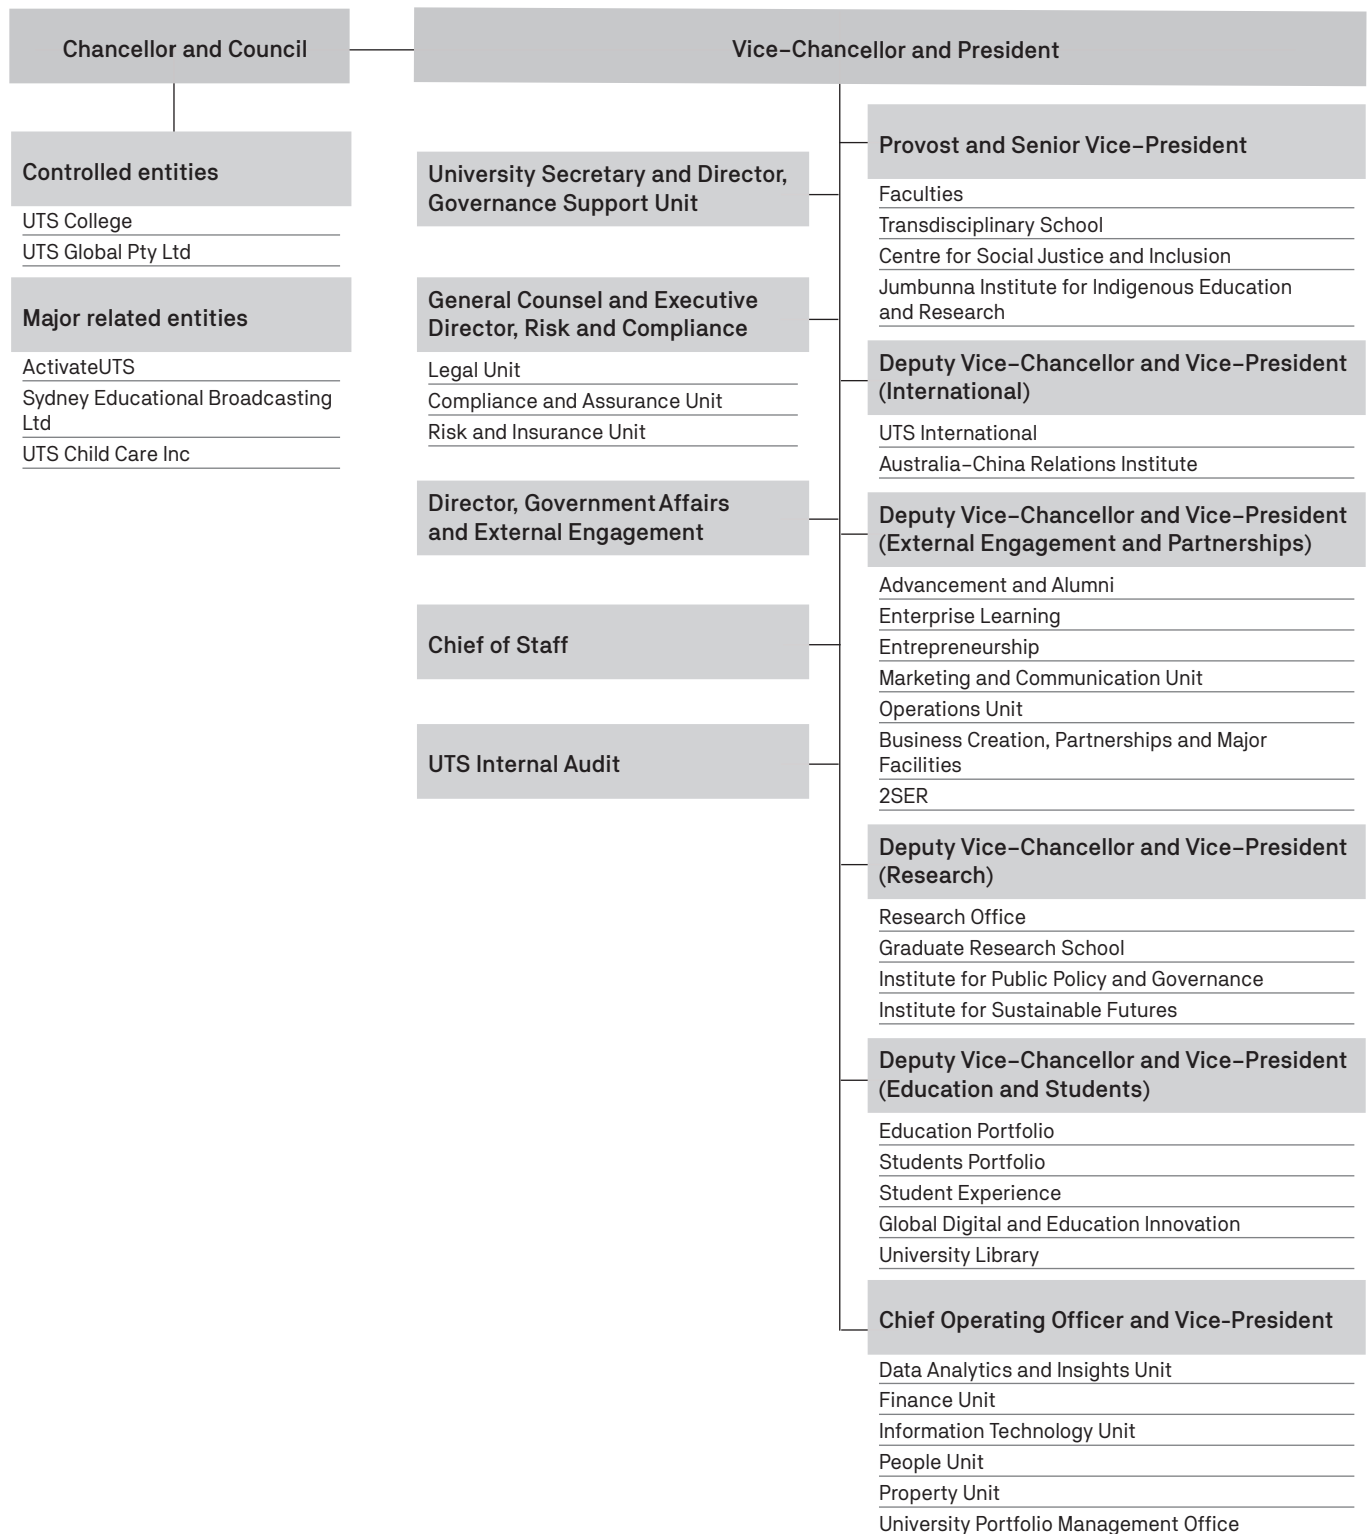 Chancellor and Council
Vice–Chancellor and President
Controlled entities
UTS College
UTS Global Pty Ltd
Major related entities
ActivateUTS
Sydney Educational Broadcasting
Ltd
UTS Child Care Inc
University Secretary and Director,
Governance Support Unit
General Counsel and Executive
Director, Risk and Compliance
Legal Unit
Compliance and Assurance Unit
Risk and Insurance Unit
Director, Government Affairs
and External Engagement
Chief of Staff
UTS Internal Audit
Provost and Senior Vice–President
Faculties
Transdisciplinary School
Centre for Social Justice and Inclusion
Jumbunna Institute for Indigenous Education
and Research
Deputy Vice–Chancellor and Vice–President
(International)
UTS International
Australia–China Relations Institute
Deputy Vice–Chancellor and Vice–President
(External Engagement and Partnerships)
Advancement and Alumni
Enterprise Learning
Entrepreneurship
Marketing and Communication Unit
Operations Unit
Business Creation, Partnerships and Major
Facilities
2SER
Deputy Vice–Chancellor and Vice–President
(Research)
Research Office
Graduate Research School
Institute for Public Policy and Governance
Institute for Sustainable Futures
Deputy Vice–Chancellor and Vice–President
(Education and Students)
Education Portfolio
Students Portfolio
Student Experience
Global Digital and Education Innovation
University Library
Chief Operating Officer and Vice-President
Data Analytics and Insights Unit
Finance Unit
Information Technology Unit
People Unit
Property Unit
University Portfolio Management Office